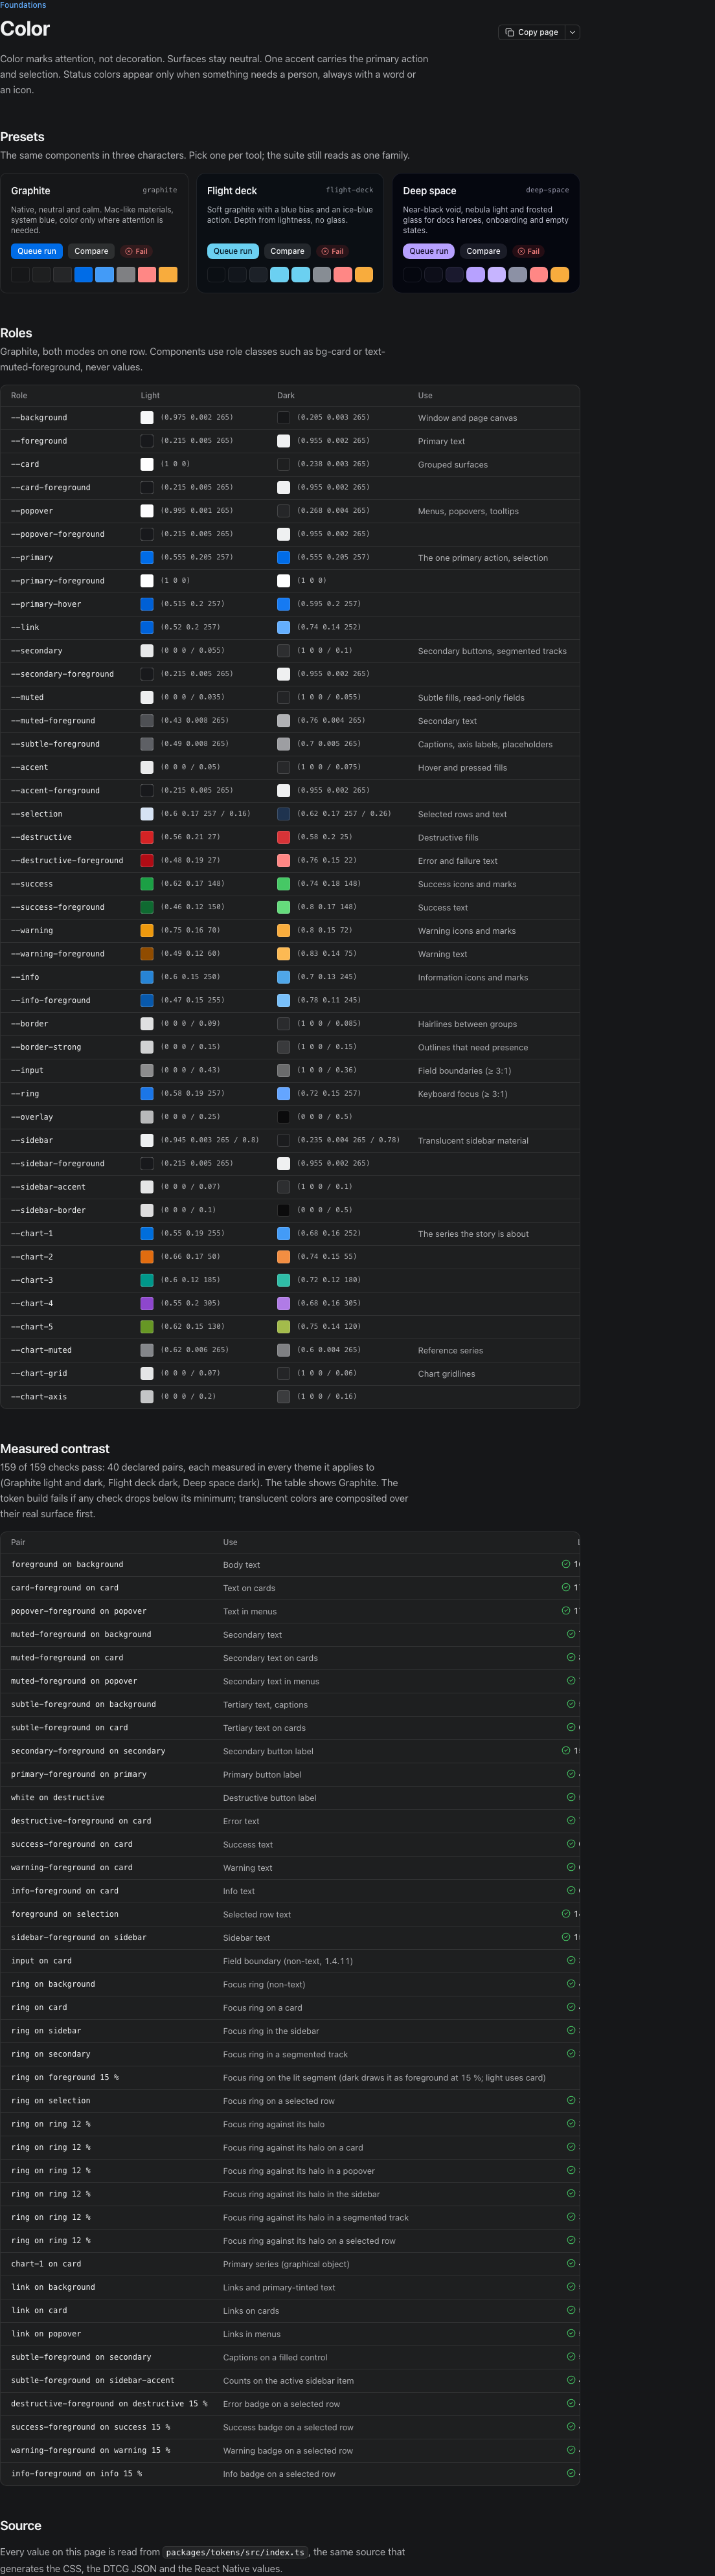 Foundations
Color
Copy page
Color marks attention, not decoration. Surfaces stay neutral. One accent carries the primary action
and selection. Status colors appear only when something needs a person, always with a word or
an icon.
Presets
The same components in three characters. Pick one per tool; the suite still reads as one family.
Graphite graphite
Native, neutral and calm. Mac-like materials,
system blue, color only where attention is
needed.
Queue run Compare Fail
Flight deck flight-deck
Soft graphite with a blue bias and an ice-blue
action. Depth from lightness, no glass.
Queue run Compare Fail
Deep space deep-space
Near-black void, nebula light and frosted
glass for docs heroes, onboarding and empty
states.
Queue run Compare Fail
Roles
Graphite, both modes on one row. Components use role classes such as bg-card or text-
muted-foreground, never values.
Role Light Dark Use
--background (0.975 0.002 265) (0.205 0.003 265) Window and page canvas
--foreground (0.215 0.005 265) (0.955 0.002 265) Primary text
--card (1 0 0) (0.238 0.003 265) Grouped surfaces
--card-foreground (0.215 0.005 265) (0.955 0.002 265)
--popover (0.995 0.001 265) (0.268 0.004 265) Menus, popovers, tooltips
--popover-foreground (0.215 0.005 265) (0.955 0.002 265)
--primary (0.555 0.205 257) (0.555 0.205 257) The one primary action, selection
--primary-foreground (1 0 0) (1 0 0)
--primary-hover (0.515 0.2 257) (0.595 0.2 257)
--link (0.52 0.2 257) (0.74 0.14 252)
--secondary (0 0 0 / 0.055) (1 0 0 / 0.1) Secondary buttons, segmented tracks
--secondary-foreground (0.215 0.005 265) (0.955 0.002 265)
--muted (0 0 0 / 0.035) (1 0 0 / 0.055) Subtle fills, read-only fields
--muted-foreground (0.43 0.008 265) (0.76 0.004 265) Secondary text
--subtle-foreground (0.49 0.008 265) (0.7 0.005 265) Captions, axis labels, placeholders
--accent (0 0 0 / 0.05) (1 0 0 / 0.075) Hover and pressed fills
--accent-foreground (0.215 0.005 265) (0.955 0.002 265)
--selection (0.6 0.17 257 / 0.16) (0.62 0.17 257 / 0.26) Selected rows and text
--destructive (0.56 0.21 27) (0.58 0.2 25) Destructive fills
--destructive-foreground (0.48 0.19 27) (0.76 0.15 22) Error and failure text
--success (0.62 0.17 148) (0.74 0.18 148) Success icons and marks
--success-foreground (0.46 0.12 150) (0.8 0.17 148) Success text
--warning (0.75 0.16 70) (0.8 0.15 72) Warning icons and marks
--warning-foreground (0.49 0.12 60) (0.83 0.14 75) Warning text
--info (0.6 0.15 250) (0.7 0.13 245) Information icons and marks
--info-foreground (0.47 0.15 255) (0.78 0.11 245)
--border (0 0 0 / 0.09) (1 0 0 / 0.085) Hairlines between groups
--border-strong (0 0 0 / 0.15) (1 0 0 / 0.15) Outlines that need presence
--input (0 0 0 / 0.43) (1 0 0 / 0.36) Field boundaries (≥ 3:1)
--ring (0.58 0.19 257) (0.72 0.15 257) Keyboard focus (≥ 3:1)
--overlay (0 0 0 / 0.25) (0 0 0 / 0.5)
--sidebar (0.945 0.003 265 / 0.8) (0.235 0.004 265 / 0.78) Translucent sidebar material
--sidebar-foreground (0.215 0.005 265) (0.955 0.002 265)
--sidebar-accent (0 0 0 / 0.07) (1 0 0 / 0.1)
--sidebar-border (0 0 0 / 0.1) (0 0 0 / 0.5)
--chart-1 (0.55 0.19 255) (0.68 0.16 252) The series the story is about
--chart-2 (0.66 0.17 50) (0.74 0.15 55)
--chart-3 (0.6 0.12 185) (0.72 0.12 180)
--chart-4 (0.55 0.2 305) (0.68 0.16 305)
--chart-5 (0.62 0.15 130) (0.75 0.14 120)
--chart-muted (0.62 0.006 265) (0.6 0.004 265) Reference series
--chart-grid (0 0 0 / 0.07) (1 0 0 / 0.06) Chart gridlines
--chart-axis (0 0 0 / 0.2) (1 0 0 / 0.16)
Measured contrast
159 of 159 checks pass: 40 declared pairs, each measured in every theme it applies to
(Graphite light and dark, Flight deck dark, Deep space dark). The table shows Graphite. The
token build fails if any check drops below its minimum; translucent colors are composited over
their real surface first.
Pair Use
foreground on background Body text
card-foreground on card Text on cards
popover-foreground on popover Text in menus
muted-foreground on background Secondary text
muted-foreground on card Secondary text on cards
muted-foreground on popover Secondary text in menus
subtle-foreground on background Tertiary text, captions
subtle-foreground on card Tertiary text on cards
secondary-foreground on secondary Secondary button label
primary-foreground on primary Primary button label
white on destructive Destructive button label
destructive-foreground on card Error text
success-foreground on card Success text
warning-foreground on card Warning text
info-foreground on card Info text
foreground on selection Selected row text
sidebar-foreground on sidebar Sidebar text
input on card Field boundary (non-text, 1.4.11)
ring on background Focus ring (non-text)
ring on card Focus ring on a card
ring on sidebar Focus ring in the sidebar
ring on secondary Focus ring in a segmented track
ring on foreground 15 % Focus ring on the lit segment (dark draws it as foreground at 15 %; light uses card)
ring on selection Focus ring on a selected row
ring on ring 12 % Focus ring against its halo
ring on ring 12 % Focus ring against its halo on a card
ring on ring 12 % Focus ring against its halo in a popover
ring on ring 12 % Focus ring against its halo in the sidebar
ring on ring 12 % Focus ring against its halo in a segmented track
ring on ring 12 % Focus ring against its halo on a selected row
chart-1 on card Primary series (graphical object)
link on background Links and primary-tinted text
link on card Links on cards
link on popover Links in menus
subtle-foreground on secondary Captions on a filled control
subtle-foreground on sidebar-accent Counts on the active sidebar item
destructive-foreground on destructive 15 % Error badge on a selected row
success-foreground on success 15 % Success badge on a selected row
warning-foreground on warning 15 % Warning badge on a selected row
info-foreground on info 15 % Info badge on a selected row
Source
Every value on this page is read from packages/tokens/src/index.ts, the same source that
generates the CSS, the DTCG JSON and the React Native values.